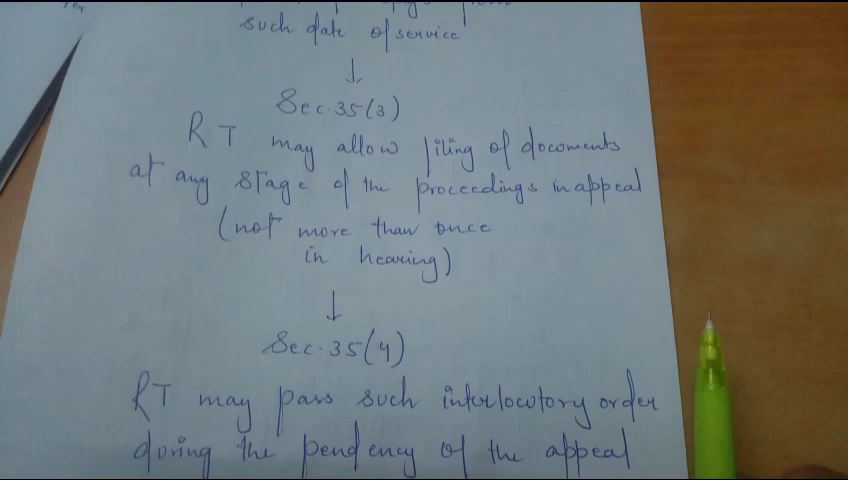 such date of service
↓
Sec.35(3)
RT may allow filing of docoments
at any stage of the proceedings in appeal
(not more than once
in hearing)
↓
Sec.35(4)
RT may pass such interlocutory order
during the pendency of the appeal